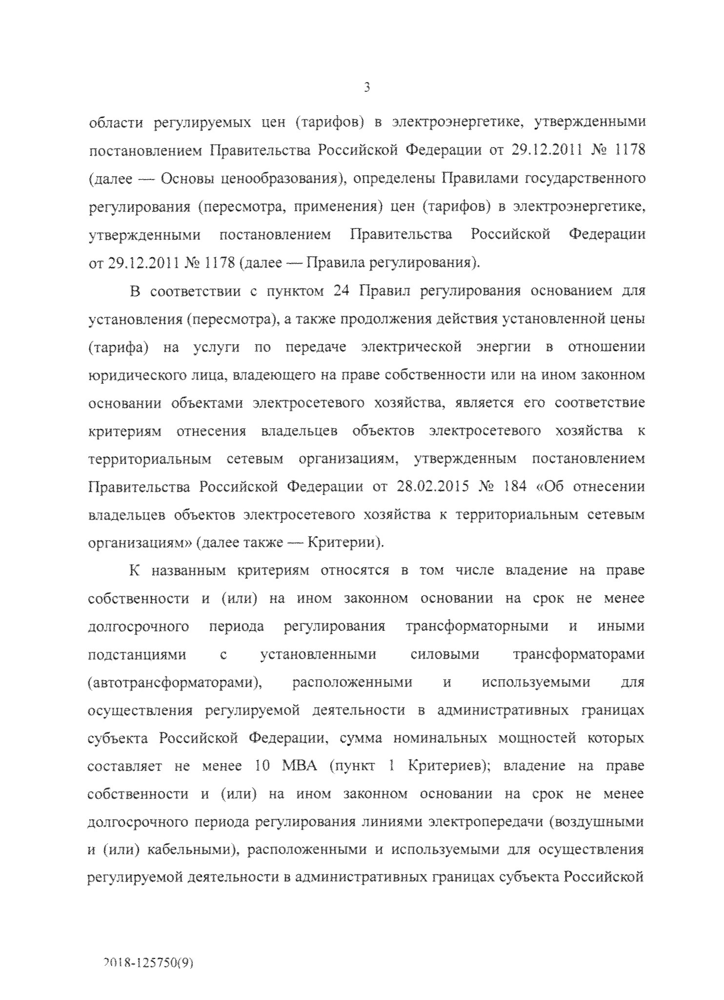 3
области регулируемых цен (тарифов) в электроэнергетике, утвержденными
постановлением Правительства Российской Федерации от 29.12.2011 № 1178
(далее — Основы ценообразования), определены Правилами государственного
регулирования (пересмотра, применения) цен (тарифов) в электроэнергетике,
утвержденными постановлением Правительства Российской Федерации
от 29.12.2011 № 1178 (далее — Правила регулирования).
В соответствии с пунктом 24 Правил регулирования основанием для
установления (пересмотра), а также продолжения действия установленной цены
(тарифа) на услуги по передаче электрической энергии в отношении
юридического лица, владеющего на праве собственности или на ином законном
основании объектами электросетевого хозяйства, является его соответствие
критериям отнесения владельцев объектов электросетевого хозяйства к
территориальным сетевым организациям, утвержденным постановлением
Правительства Российской Федерации от 28.02.2015 № 184 «Об отнесении
владельцев объектов электросетевого хозяйства к территориальным сетевым
организациям» (далее также — Критерии).
К названным критериям относятся в том числе владение на праве
собственности и (или) на ином законном основании на срок не менее
долгосрочного периода регулирования трансформаторными и иными
подстанциями с установленными силовыми трансформаторами
(автотрансформаторами), расположенными и используемыми для
осуществления регулируемой деятельности в административных границах
субъекта Российской Федерации, сумма номинальных мощностей которых
составляет не менее 10 МВА (пункт 1 Критериев); владение на праве
собственности и (или) на ином законном основании на срок не менее
долгосрочного периода регулирования линиями электропередачи (воздушными
и (или) кабельными), расположенными и используемыми для осуществления
регулируемой деятельности в административных границах субъекта Российской
2018-125750(9)